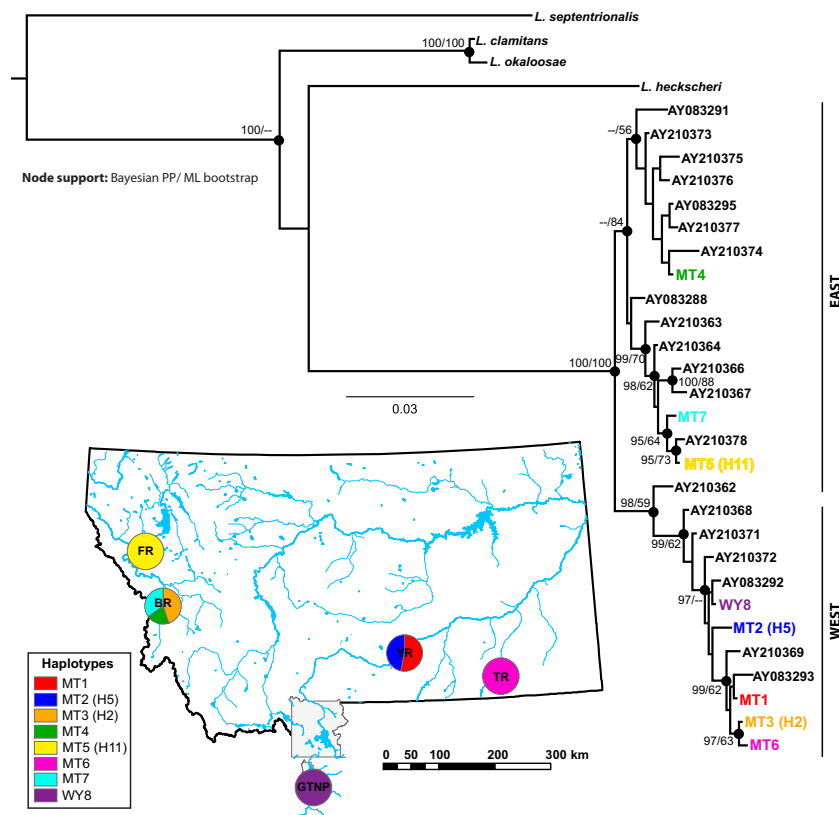 L. septentrionalis
100/100
L. clamitans
L. okaloosae
L. heckscheri
100/--
Node support: Bayesian PP/ ML bootstrap
AY083291
--/56
AY210373
AY210375
AY210376
AY083295
AY210377
--/84
AY210374
MT4
EAST
AY083288
AY210363
AY210364
100/100
99/70
AY210366
98/62
100/88
AY210367
MT7
95/64
AY210378
95/73
MT5 (H11)
0.03
AY210362
98/59
AY210368
99/62
AY210371
AY210372
AY083292
97/--
WY8
WEST
MT2 (H5)
AY210369
AY083293
99/62
MT1
MT3 (H2)
97/63
MT6
FR
BR
YR
TR
GTNP
Haplotypes
MT1
MT2 (H5)
MT3 (H2)
MT4
MT5 (H11)
MT6
MT7
WY8
0 50 100 200 300 km